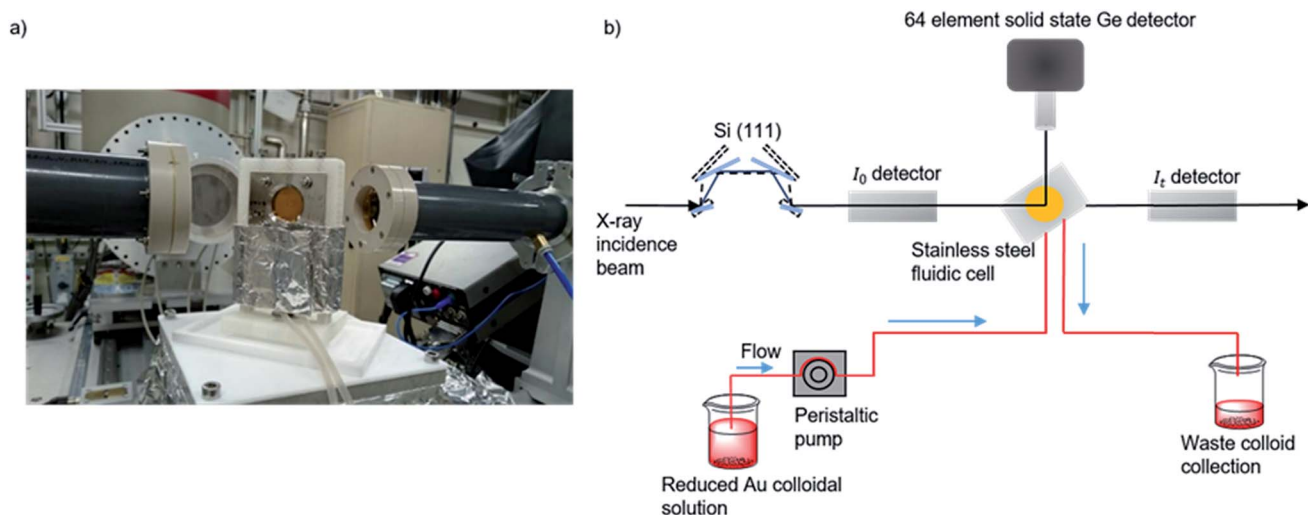 a)
b)
64 element solid state Ge detector
Si (111)
I₀ detector
Iₜ detector
X-ray
incidence
beam
Stainless steel
fluidic cell
Flow
Peristaltic
pump
Reduced Au colloidal
solution
Waste colloid
collection